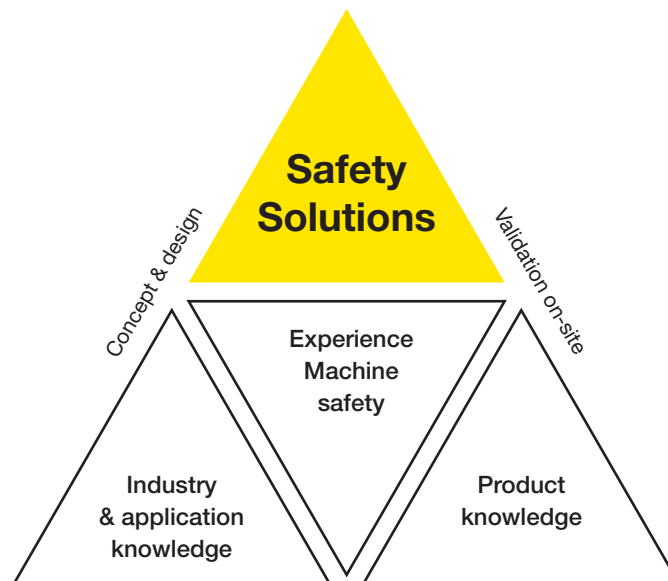 Safety
Solutions
Concept & design
Validation on-site
Experience
Machine
safety
Industry
& application
knowledge
Product
knowledge